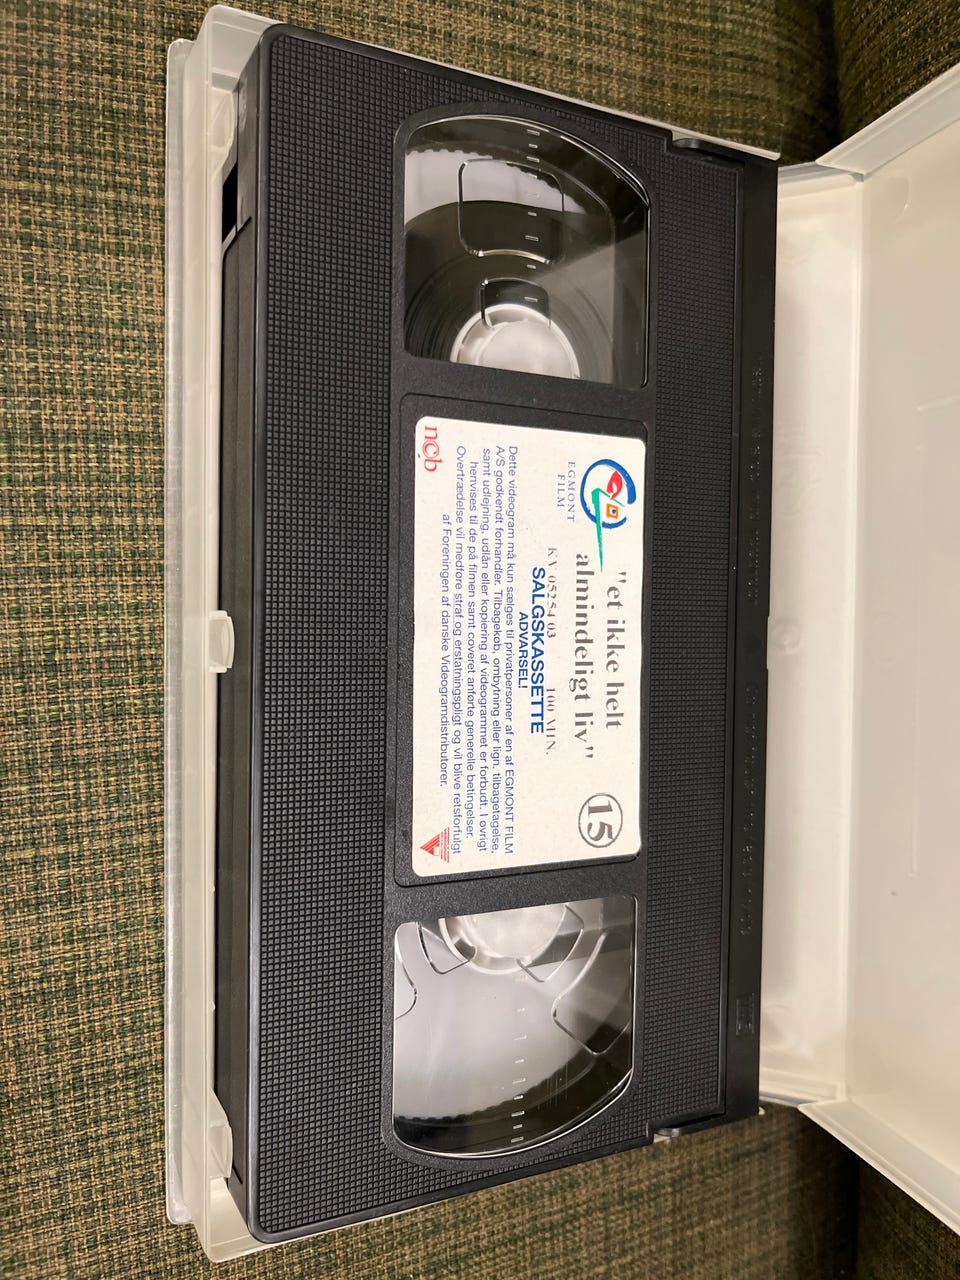 EGMONT
FILM
"et ikke helt
almindeligt liv"
15
KV 05254 03 100 MIN.
SALGSKASSETTE
ADVARSEL!
Dette videogram må kun sælges til privatpersoner af en af EGMONT FILM
A/S godkendt forhandler. Tilbagekøb, ombytning eller lign. tilbagetagelse,
samt udlejning, udlån eller kopiering af videogrammet er forbudt. I øvrigt
henvises til de på filmen samt coveret anførte generelle betingelser.
Overtrædelse vil medføre straf og erstatningspligt og vil blive retsforfulgt
af Foreningen af danske Videogramdistributører.
ncb